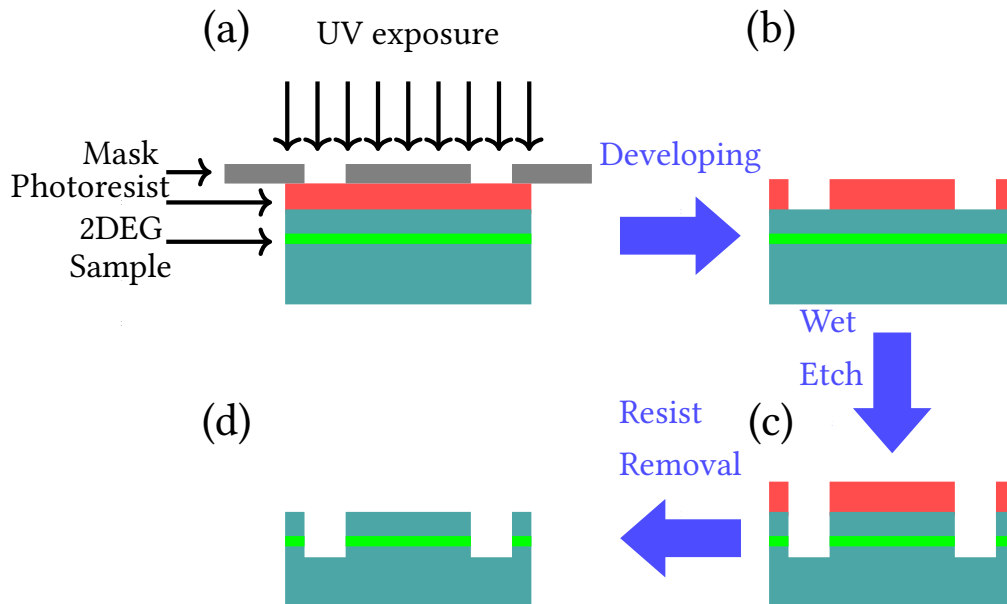 (a)
UV exposure
(b)
Mask
Photoresist
2DEG
Sample
Developing
Wet
Etch
(d)
Resist
Removal
(c)